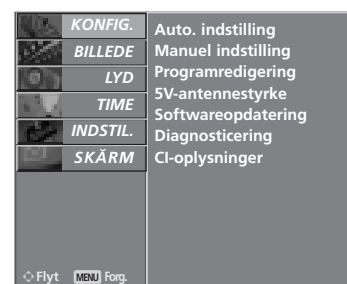 KONFIG.
BILLEDE
LYD
TIME
INDSTIL.
SKĂRM
Auto. indstilling
Manuel indstilling
Programredigering
5V-antennestyrke
Softwareopdatering
Diagnosticering
CI-oplysninger
Flyt MENU Forg.